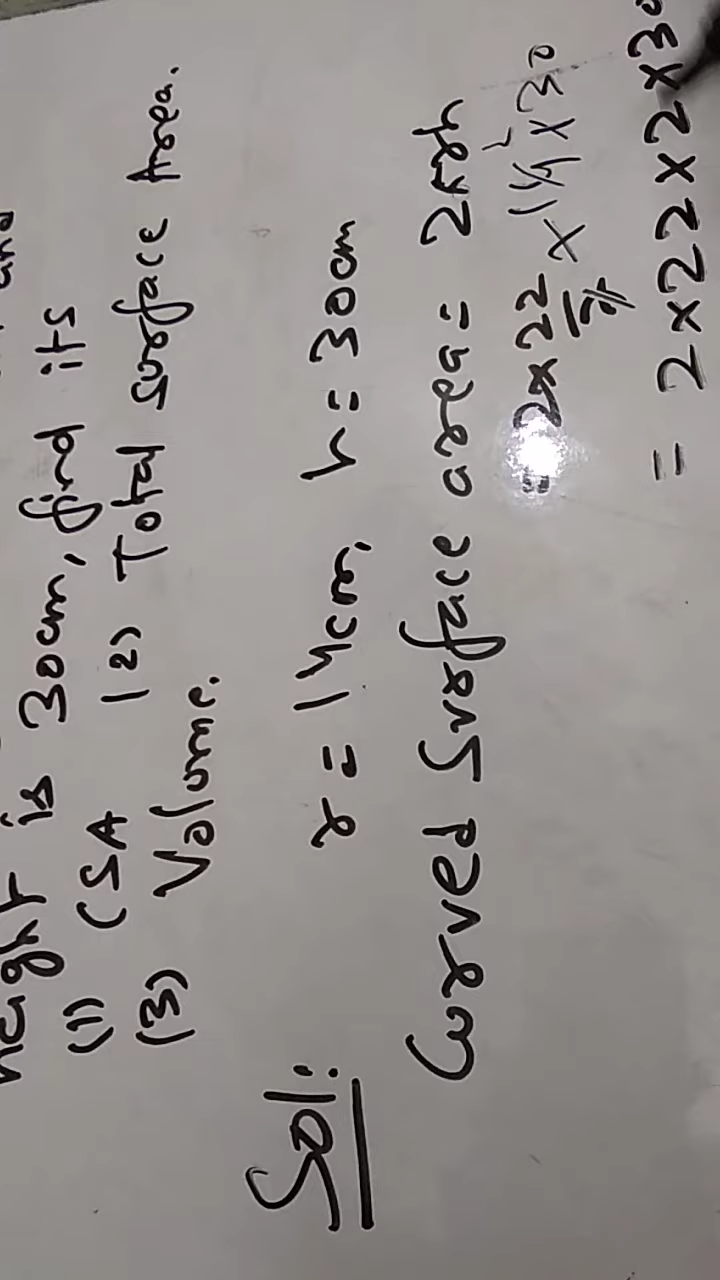 height is 30cm, find its
(1) CSA (2) Total surface Area.
(3) Volume.
Sol:
r = 14cm, h = 30cm
Curved Surface area = 2πrh
= 2x 22/7 x 14 x 30
= 2 x 22 x 2 x 30